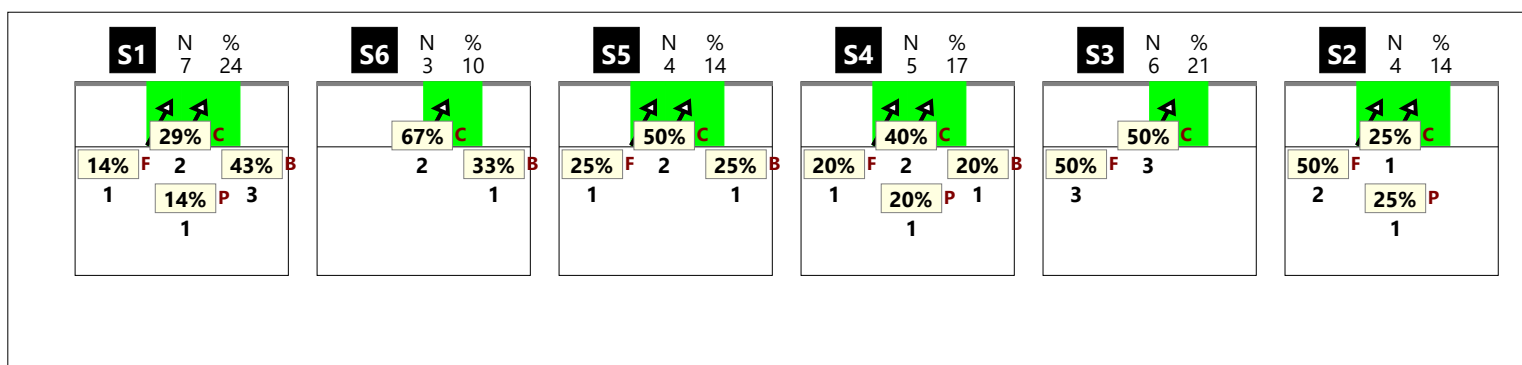 S1 N % S6 N % S5 N % S4 N % S3 N % S2 N %
7 24 3 10 4 14 5 17 6 21 4 14
29% C 67% C 50% C 40% C 50% C 25% C
14% F 2 43% B 2 33% B 25% F 2 25% B 20% F 2 20% B 50% F 3 50% F 1
1 14% P 3 1 1 1 1 20% P 1 3 2 25% P
1 1 1